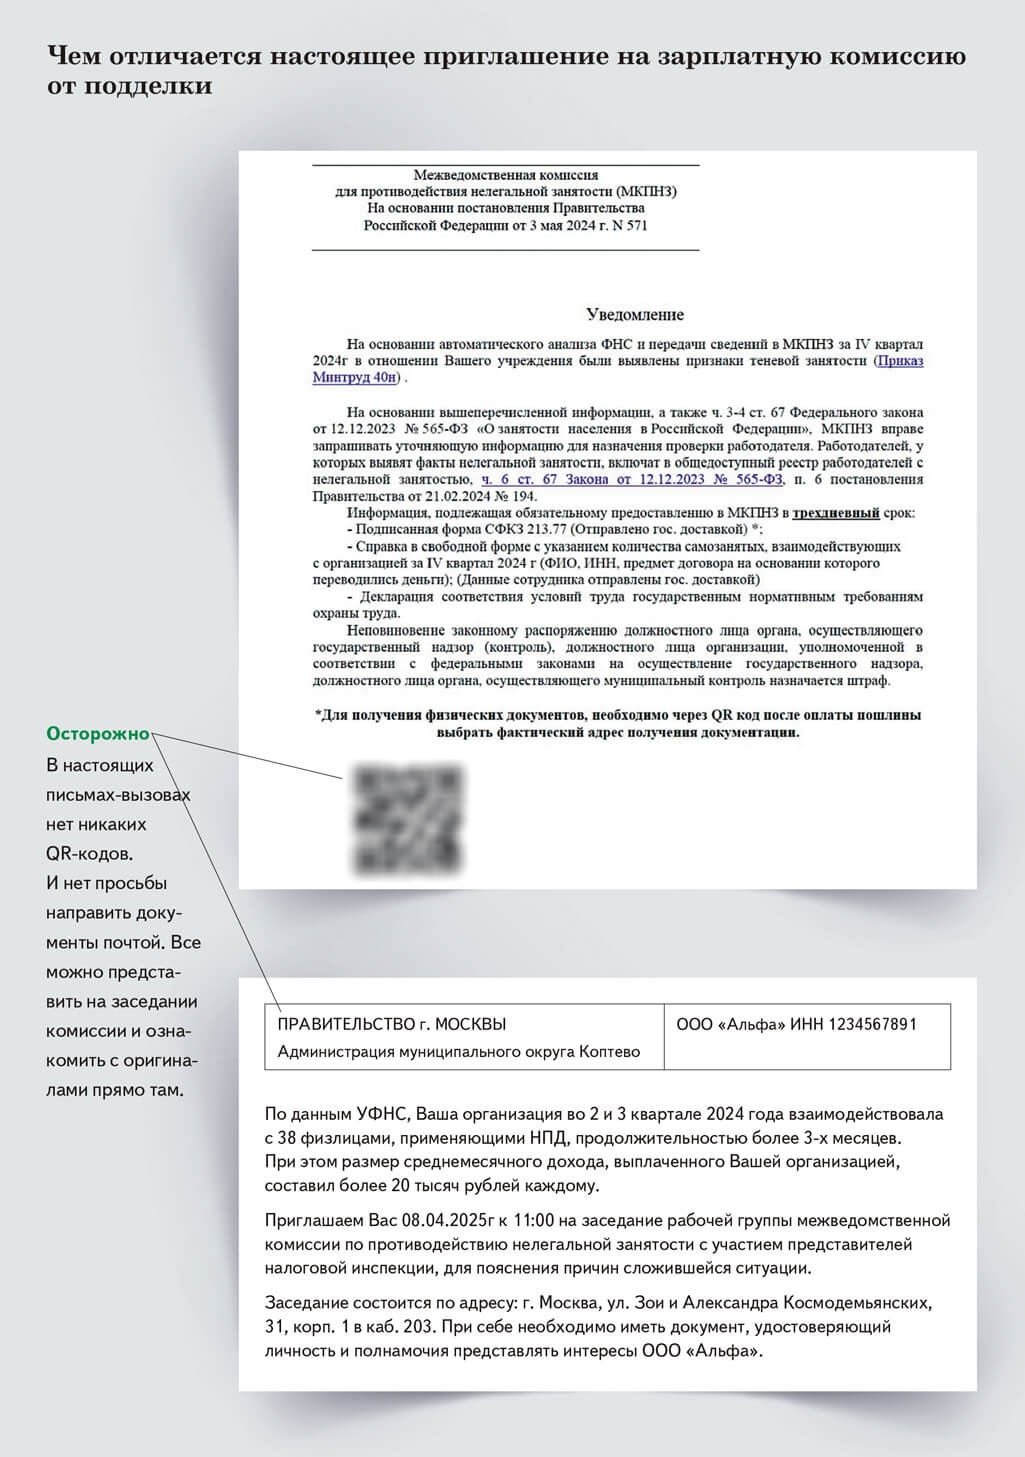 Чем отличается настоящее приглашение на зарплатную комиссию
от подделки
Межведомственная комиссия
для противодействия нелегальной занятости (МКПНЗ)
На основании постановления Правительства
Российской Федерации от 3 мая 2024 г. N 571
Уведомление
На основании автоматического анализа ФНС и передачи сведений в МКПНЗ за IV квартал
2024г в отношении Вашего учреждения были выявлены признаки теневой занятости (Приказ
Минтруд 40н) .
На основании вышеперечисленной информации, а также ч. 3-4 ст. 67 Федерального закона
от 12.12.2023 № 565-ФЗ «О занятости населения в Российской Федерации», МКПНЗ вправе
запрашивать уточняющую информацию для назначения проверки работодателя. Работодателей, у
которых выявят факты нелегальной занятости, включат в общедоступный реестр работодателей с
нелегальной занятостью, ч. 6 ст. 67 Закона от 12.12.2023 № 565-ФЗ, п. 6 постановления
Правительства от 21.02.2024 № 194.
Информация, подлежащая обязательному предоставлению в МКПНЗ в трехдневный срок:
- Подписанная форма СФКЗ 213.77 (Отправлено гос. доставкой) *;
- Справка в свободной форме с указанием количества самозанятых, взаимодействующих
с организацией за IV квартал 2024 г (ФИО, ИНН, предмет договора на основании которого
переводились деньги); (Данные сотрудника отправлены гос. доставкой)
- Декларация соответствия условий труда государственным нормативным требованиям
охраны труда.
Неповиновение законному распоряжению должностного лица органа, осуществляющего
государственный надзор (контроль), должностного лица организации, уполномоченной в
соответствии с федеральными законами на осуществление государственного надзора,
должностного лица органа, осуществляющего муниципальный контроль назначается штраф.
*Для получения физических документов, необходимо через QR код после оплаты пошлины
выбрать фактический адрес получения документации.
Осторожно
В настоящих
письмах-вызовах
нет никаких
QR-кодов.
И нет просьбы
направить доку-
менты почтой. Все
можно предста-
вить на заседании
комиссии и озна-
комить с оригина-
лами прямо там.
ПРАВИТЕЛЬСТВО г. МОСКВЫ
Администрация муниципального округа Коптево
ООО «Альфа» ИНН 1234567891
По данным УФНС, Ваша организация во 2 и 3 квартале 2024 года взаимодействовала
с 38 физлицами, применяющими НПД, продолжительностью более 3-х месяцев.
При этом размер среднемесячного дохода, выплаченного Вашей организацией,
составил более 20 тысяч рублей каждому.
Приглашаем Вас 08.04.2025г к 11:00 на заседание рабочей группы межведомственной
комиссии по противодействию нелегальной занятости с участием представителей
налоговой инспекции, для пояснения причин сложившейся ситуации.
Заседание состоится по адресу: г. Москва, ул. Зои и Александра Космодемьянских,
31, корп. 1 в каб. 203. При себе необходимо иметь документ, удостоверяющий
личность и полнамочия представлять интересы ООО «Альфа».